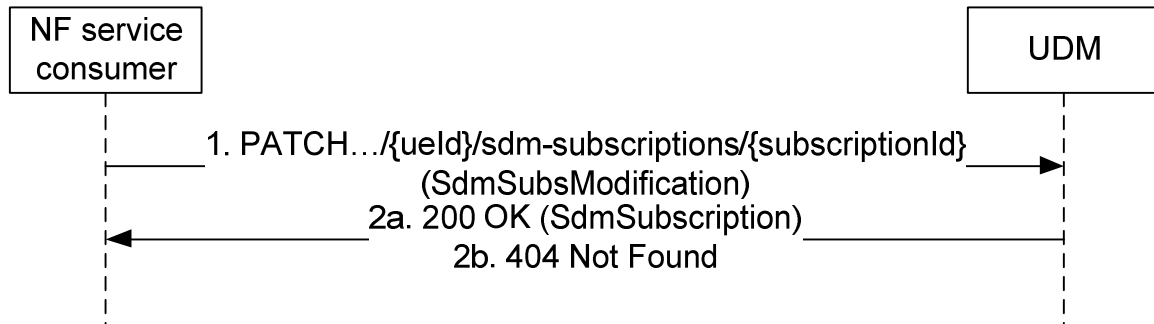 NF service
consumer
UDM
1. PATCH…/{ueId}/sdm-subscriptions/{subscriptionId}
(SdmSubsModification)
2a. 200 OK (SdmSubscription)
2b. 404 Not Found